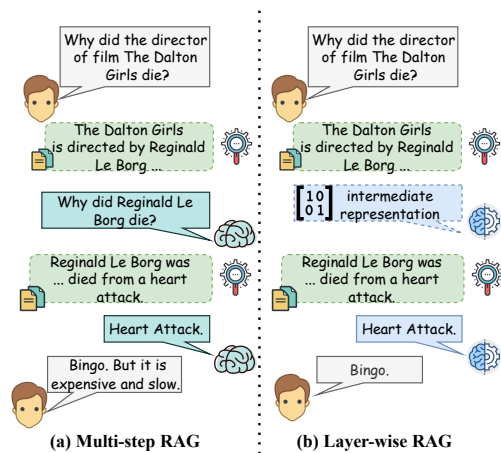 Why did the director
of film The Dalton
Girls die?
The Dalton Girls
is directed by Reginald
Le Borg ...
Why did Reginald Le
Borg die?
Reginald Le Borg was
... died from a heart
attack.
Heart Attack.
Bingo. But it is
expensive and slow.
(a) Multi-step RAG
Why did the director
of film The Dalton
Girls die?
The Dalton Girls
is directed by Reginald
Le Borg ...
1 0
0 1
intermediate
representation
Reginald Le Borg was
... died from a heart
attack.
Heart Attack.
Bingo.
(b) Layer-wise RAG